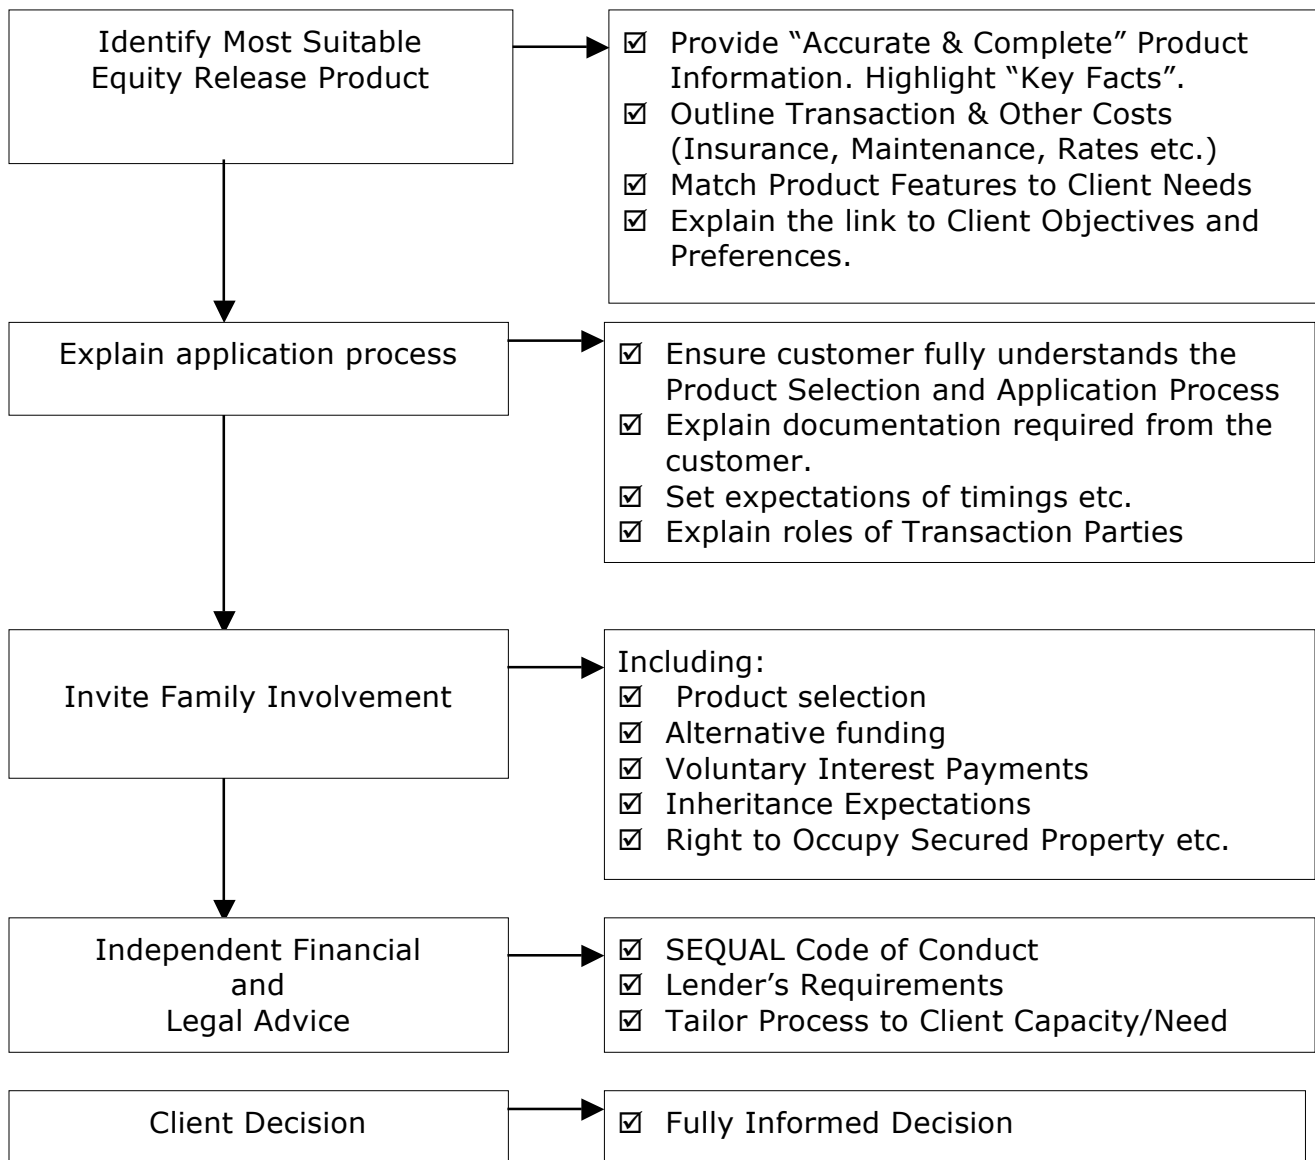 Identify Most Suitable
Equity Release Product
☑ Provide “Accurate & Complete” Product
Information. Highlight “Key Facts”.
☑ Outline Transaction & Other Costs
(Insurance, Maintenance, Rates etc.)
☑ Match Product Features to Client Needs
☑ Explain the link to Client Objectives and
Preferences.
Explain application process
☑ Ensure customer fully understands the
Product Selection and Application Process
☑ Explain documentation required from the
customer.
☑ Set expectations of timings etc.
☑ Explain roles of Transaction Parties
Invite Family Involvement
Including:
☑ Product selection
☑ Alternative funding
☑ Voluntary Interest Payments
☑ Inheritance Expectations
☑ Right to Occupy Secured Property etc.
Independent Financial
and
Legal Advice
☑ SEQUAL Code of Conduct
☑ Lender’s Requirements
☑ Tailor Process to Client Capacity/Need
Client Decision
☑ Fully Informed Decision